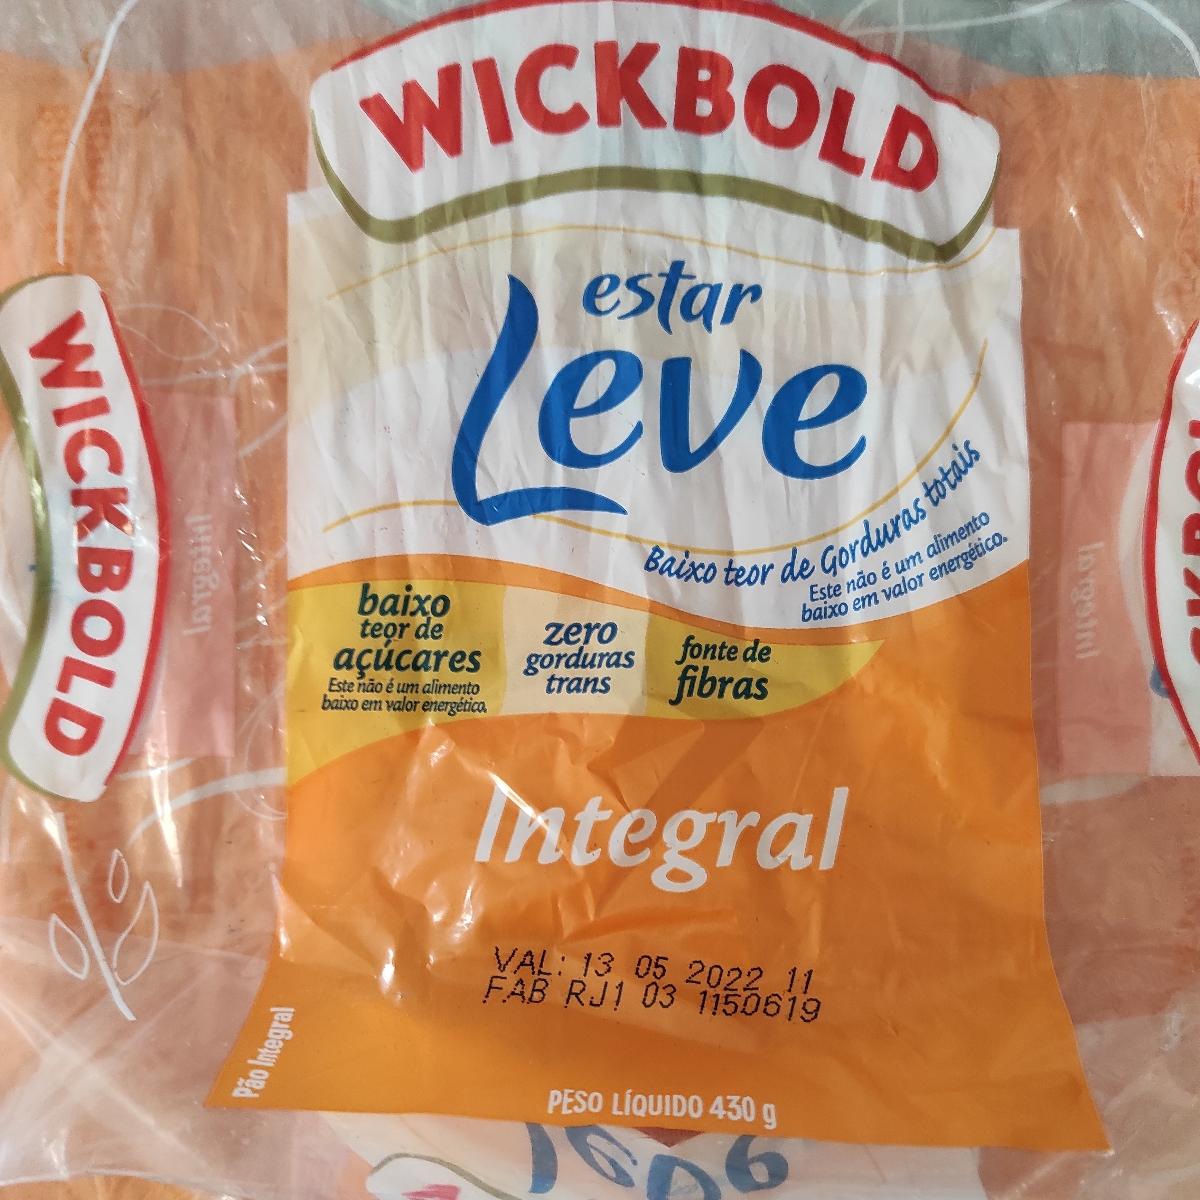 WICKBOLD
estar
Leve
Baixo teor de Gorduras totais
Este não é um alimento
baixo em valor energético.
baixo
teor de
açúcares
Este não é um alimento
baixo em valor energético.
zero
gorduras
trans
fonte de
fibras
Integral
VAL: 13 05 2022 11
FAB RJ1 03 1150619
Pão Integral
PESO LÍQUIDO 430 g
WICKBOLD
Integral
Integral
Leve